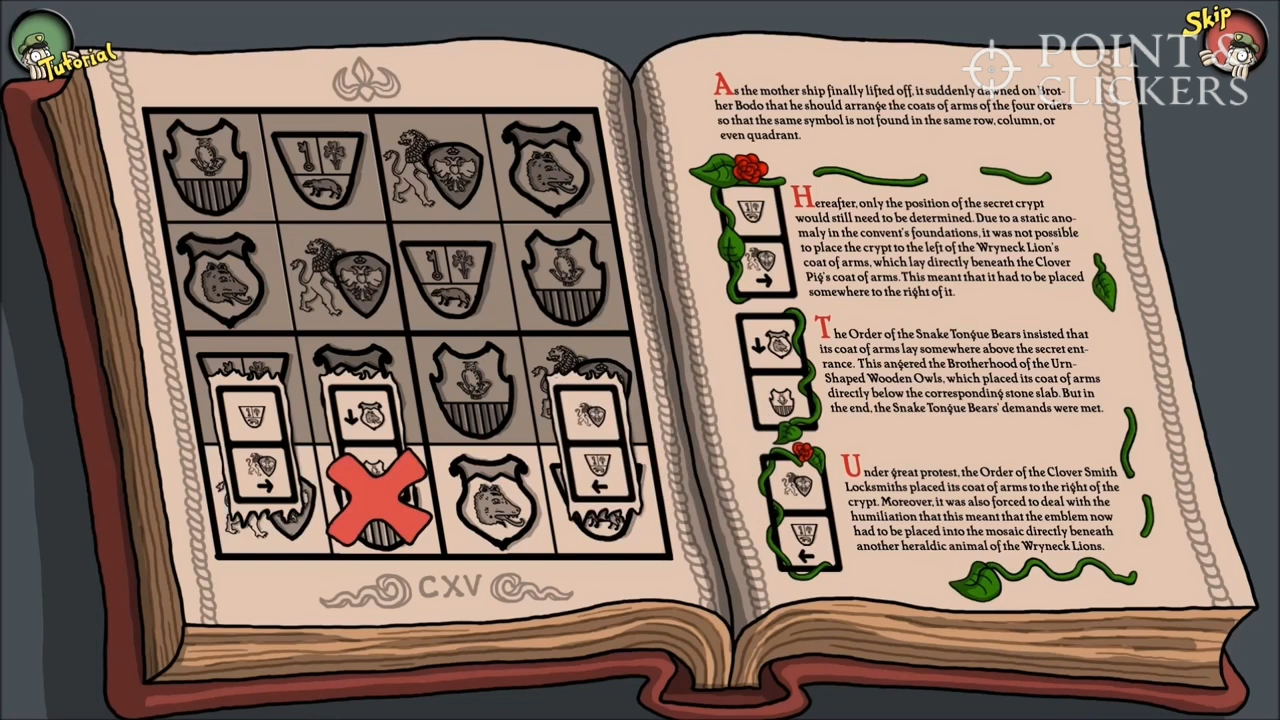 Tutorial
Skip
POINT &
CLICKERS
As the mother ship finally lifted off, it suddenly dawned on Brot-
her Bodo that he should arrange the coats of arms of the four orders
so that the same symbol is not found in the same row, column, or
even quadrant.
Hereafter, only the position of the secret crypt
would still need to be determined. Due to a static ano-
maly in the convent's foundations, it was not possible
to place the crypt to the left of the Wryneck Lion's
coat of arms, which lay directly beneath the Clover
Pig's coat of arms. This meant that it had to be placed
somewhere to the right of it.
The Order of the Snake Tongue Bears insisted that
its coat of arms lay somewhere above the secret ent-
rance. This angered the Brotherhood of the Urn-
Shaped Wooden Owls, which placed its coat of arms
directly below the corresponding stone slab. But in
the end, the Snake Tongue Bears' demands were met.
Under great protest, the Order of the Clover Smith
Locksmiths placed its coat of arms to the right of the
crypt. Moreover, it was also forced to deal with the
humiliation that this meant that the emblem now
had to be placed into the mosaic directly beneath
another heraldic animal of the Wryneck Lions.
CXV